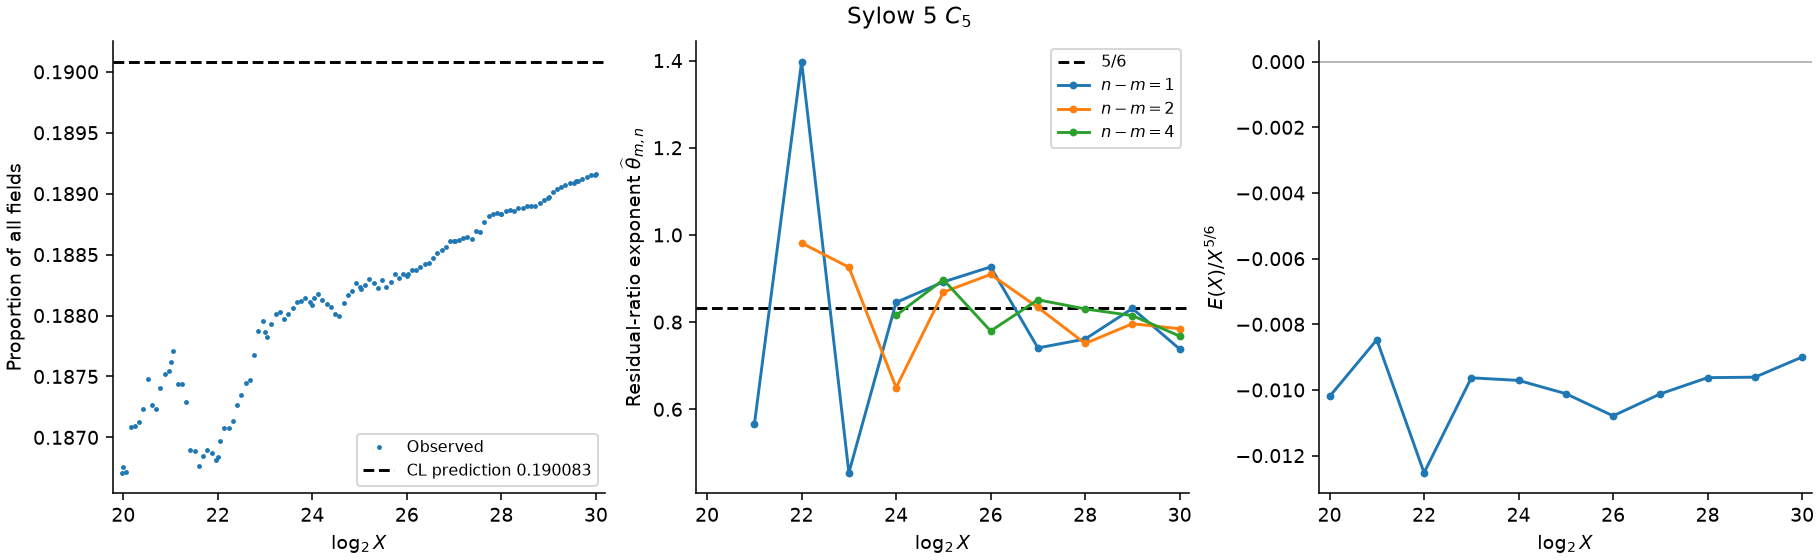 Sylow 5 C₅
Proportion of all fields
0.1900
0.1895
0.1890
0.1885
0.1880
0.1875
0.1870
Observed
CL prediction 0.190083
20 22 24 26 28 30
log₂ X
Residual-ratio exponent θ̂ₘ,ₙ
1.4
1.2
1.0
0.8
0.6
5/6
n − m = 1
n − m = 2
n − m = 4
20 22 24 26 28 30
log₂ X
E(X)/X^{5/6}
0.000
−0.002
−0.004
−0.006
−0.008
−0.010
−0.012
20 22 24 26 28 30
log₂ X